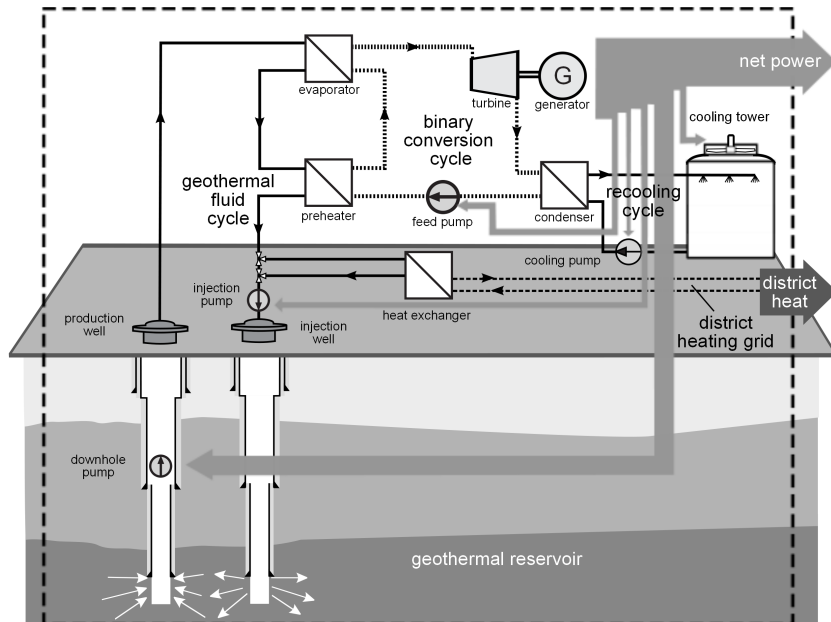 net power
evaporator
G
turbine
generator
cooling tower
binary
conversion
cycle
geothermal
fluid
cycle
preheater
feed pump
condenser
recooling
cycle
cooling pump
injection
pump
heat exchanger
district
heat
production
well
injection
well
district
heating grid
downhole
pump
geothermal reservoir